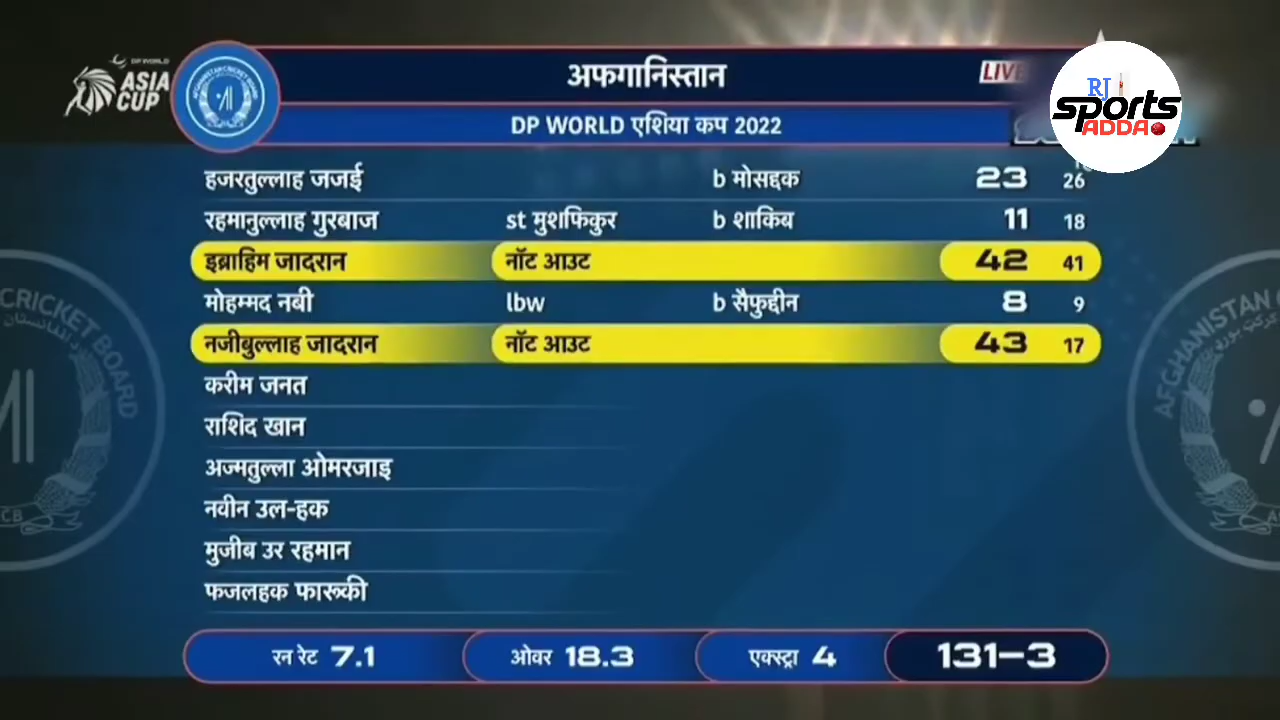 DP WORLD
ASIA
CUP
अफगानिस्तान
LIVE
DP WORLD एशिया कप 2022
RJ
sports
ADDA
हजरतुल्लाह जजई b मोसद्दक 23 26
रहमानुल्लाह गुरबाज st मुशफिकुर b शाकिब 11 18
इब्राहिम जादरान नॉट आउट 42 41
मोहम्मद नबी lbw b सैफुद्दीन 8 9
नजीबुल्लाह जादरान नॉट आउट 43 17
करीम जनत
राशिद खान
अज्मतुल्ला ओमरजाइ
नवीन उल-हक
मुजीब उर रहमान
फजलहक फारूकी
रन रेट 7.1 ओवर 18.3 एक्स्ट्रा 4 131-3